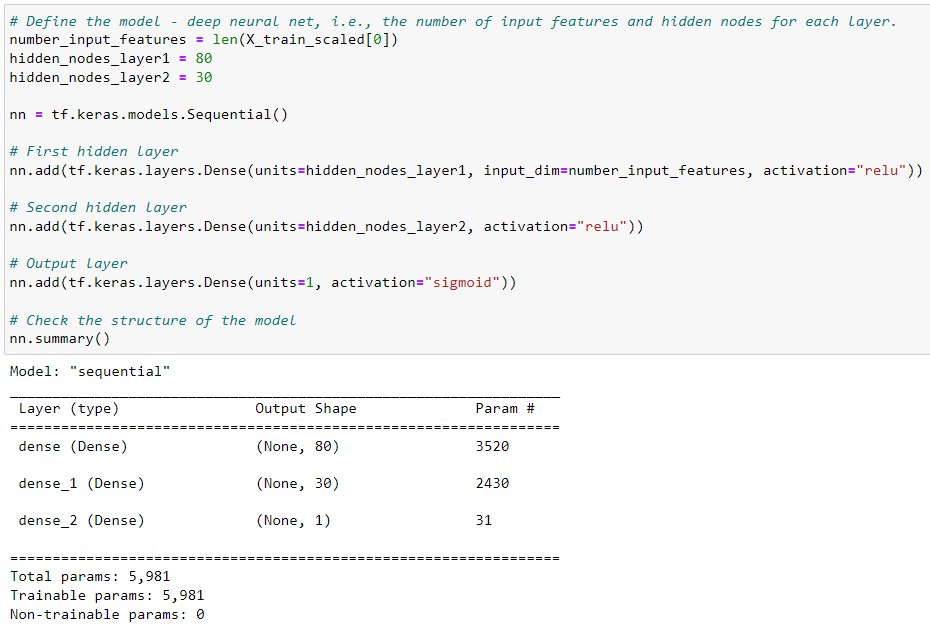 # Define the model - deep neural net, i.e., the number of input features and hidden nodes for each layer.
number_input_features = len(X_train_scaled[0])
hidden_nodes_layer1 = 80
hidden_nodes_layer2 = 30
nn = tf.keras.models.Sequential()
# First hidden layer
nn.add(tf.keras.layers.Dense(units=hidden_nodes_layer1, input_dim=number_input_features, activation="relu"))
# Second hidden layer
nn.add(tf.keras.layers.Dense(units=hidden_nodes_layer2, activation="relu"))
# Output layer
nn.add(tf.keras.layers.Dense(units=1, activation="sigmoid"))
# Check the structure of the model
nn.summary()
Model: "sequential"
_________________________________________________________________
Layer (type) Output Shape Param #
=================================================================
dense (Dense) (None, 80) 3520
dense_1 (Dense) (None, 30) 2430
dense_2 (Dense) (None, 1) 31
=================================================================
Total params: 5,981
Trainable params: 5,981
Non-trainable params: 0